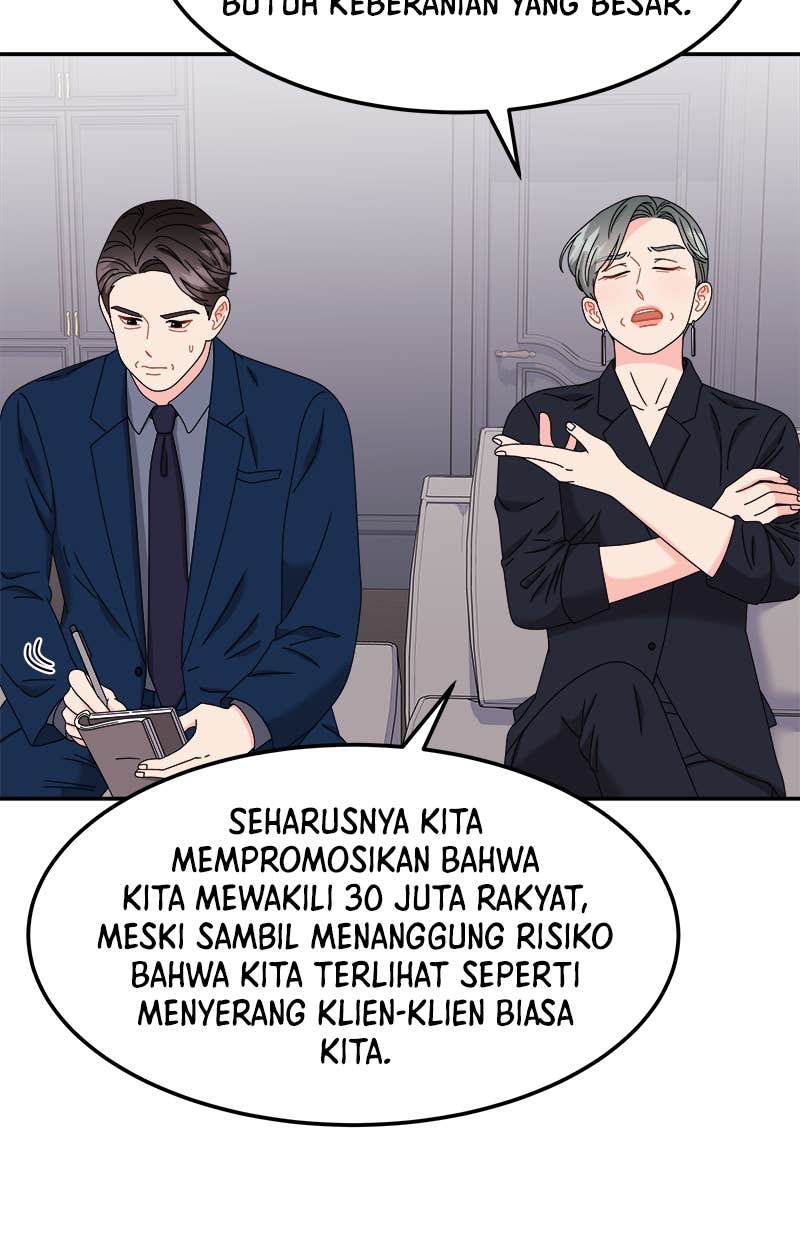 BUTUH KEBERANIAN YANG BESAR.
SEHARUSNYA KITA
MEMPROMOSIKAN BAHWA
KITA MEWAKILI 30 JUTA RAKYAT,
MESKI SAMBIL MENANGGUNG RISIKO
BAHWA KITA TERLIHAT SEPERTI
MENYERANG KLIEN-KLIEN BIASA
KITA.